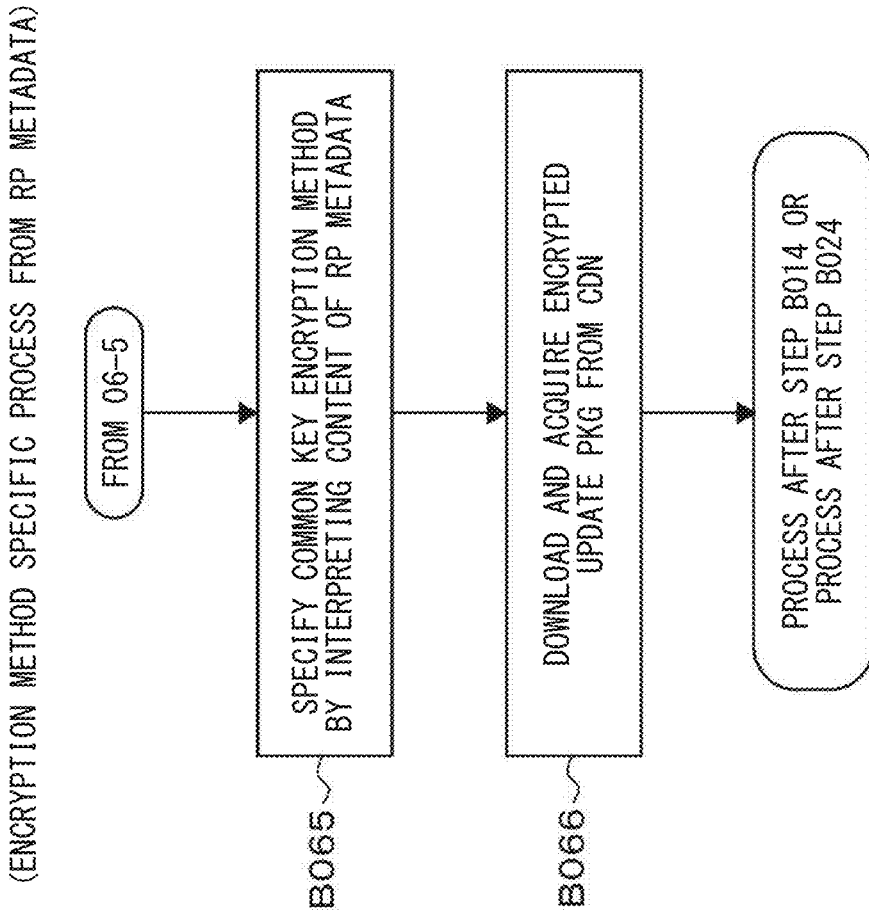 (ENCRYPTION METHOD SPECIFIC PROCESS FROM RP METADATA)
FROM 06-5
B065
SPECIFY COMMON KEY ENCRYPTION METHOD
BY INTERPRETING CONTENT OF RP METADATA
B066
DOWNLOAD AND ACQUIRE ENCRYPTED
UPDATE PKG FROM CDN
PROCESS AFTER STEP B014 OR
PROCESS AFTER STEP B024